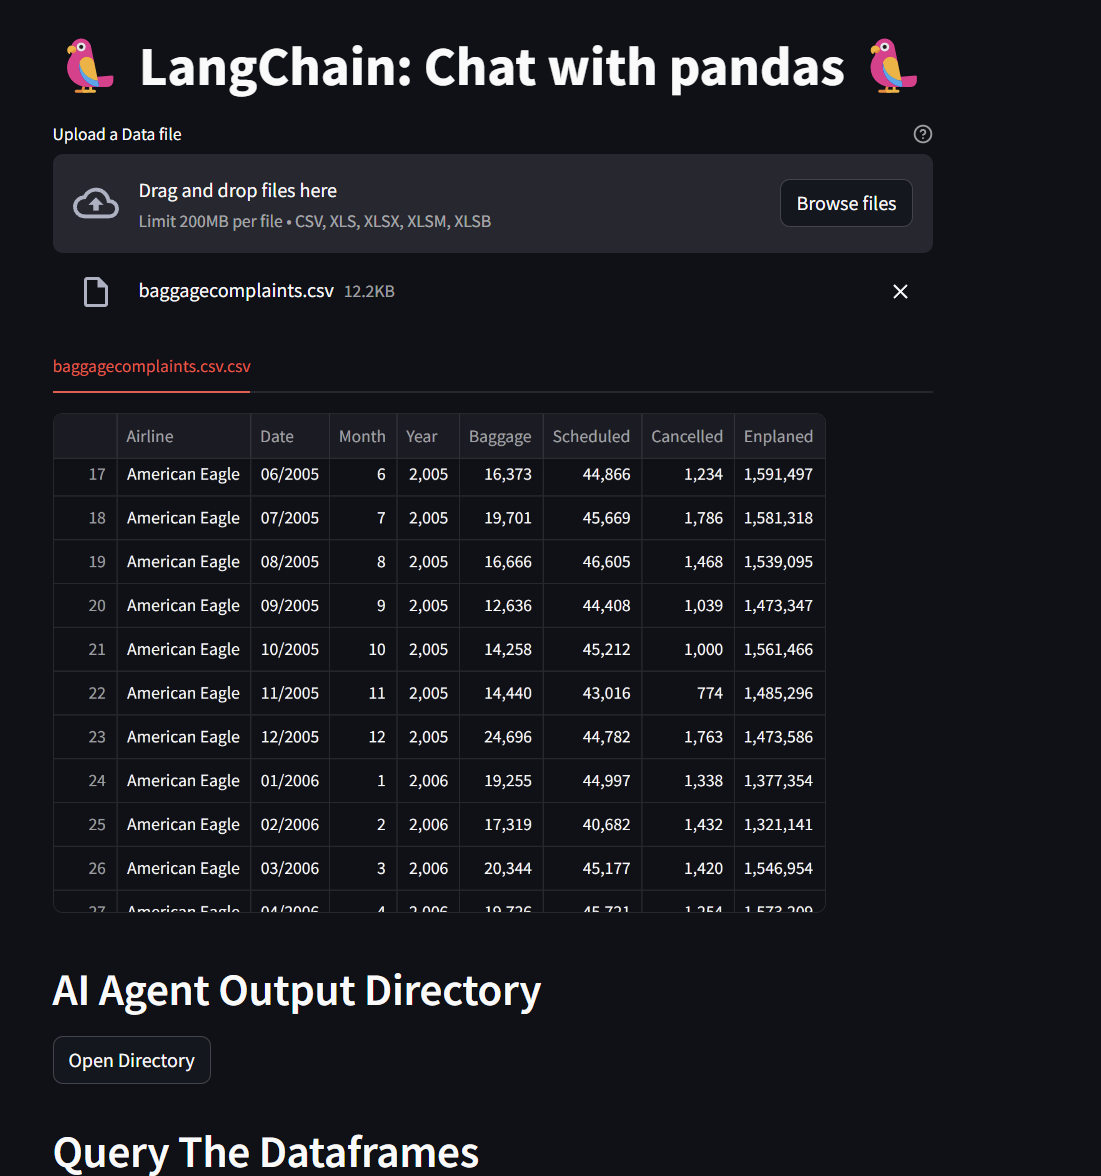 LangChain: Chat with pandas
Upload a Data file
Drag and drop files here
Limit 200MB per file • CSV, XLS, XLSX, XLSM, XLSB
Browse files
baggagecomplaints.csv 12.2KB
baggagecomplaints.csv.csv
Airline Date Month Year Baggage Scheduled Cancelled Enplaned
17 American Eagle 06/2005 6 2,005 16,373 44,866 1,234 1,591,497
18 American Eagle 07/2005 7 2,005 19,701 45,669 1,786 1,581,318
19 American Eagle 08/2005 8 2,005 16,666 46,605 1,468 1,539,095
20 American Eagle 09/2005 9 2,005 12,636 44,408 1,039 1,473,347
21 American Eagle 10/2005 10 2,005 14,258 45,212 1,000 1,561,466
22 American Eagle 11/2005 11 2,005 14,440 43,016 774 1,485,296
23 American Eagle 12/2005 12 2,005 24,696 44,782 1,763 1,473,586
24 American Eagle 01/2006 1 2,006 19,255 44,997 1,338 1,377,354
25 American Eagle 02/2006 2 2,006 17,319 40,682 1,432 1,321,141
26 American Eagle 03/2006 3 2,006 20,344 45,177 1,420 1,546,954
27 American Eagle 04/2006 4 2,006
AI Agent Output Directory
Open Directory
Query The Dataframes